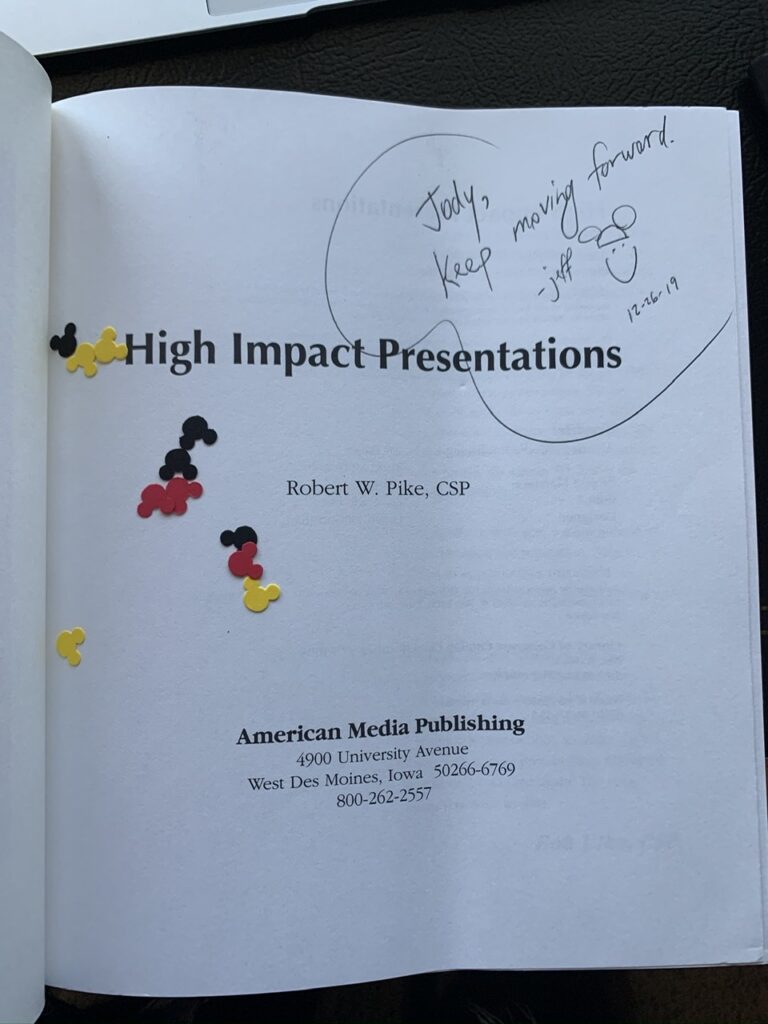 Jody,
Keep moving forward.
-jeff
12-26-19
High Impact Presentations
Robert W. Pike, CSP
American Media Publishing
4900 University Avenue
West Des Moines, Iowa 50266-6769
800-262-2557